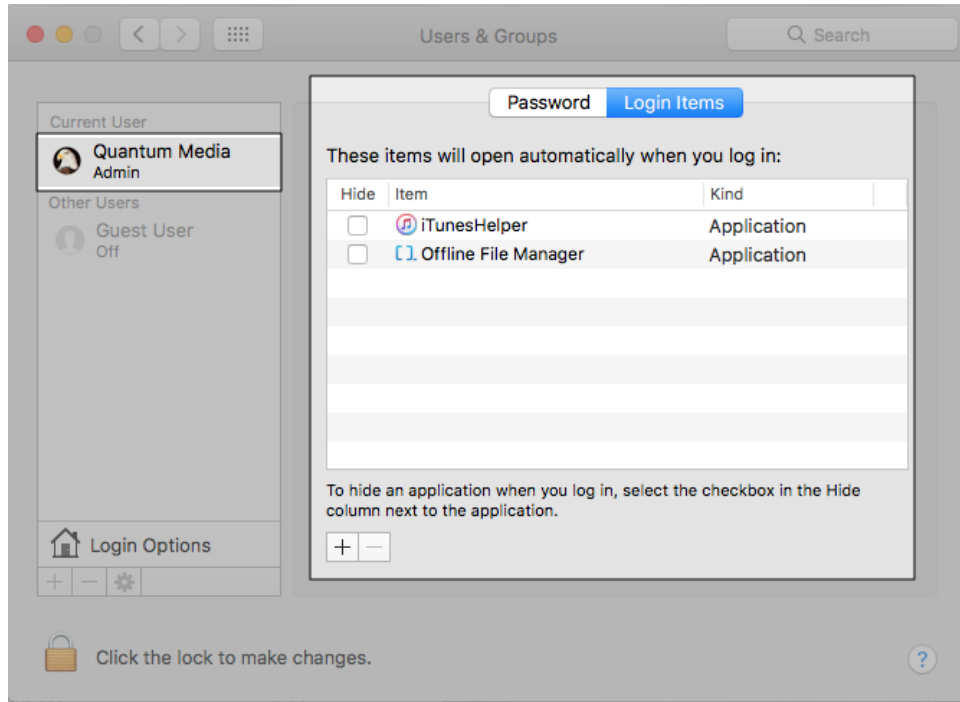 Users & Groups
Search
Current User
Quantum Media
Admin
Other Users
Guest User
Off
Login Options
Password
Login Items
These items will open automatically when you log in:
Hide Item Kind
iTunesHelper Application
Offline File Manager Application
To hide an application when you log in, select the checkbox in the Hide
column next to the application.
Click the lock to make changes.